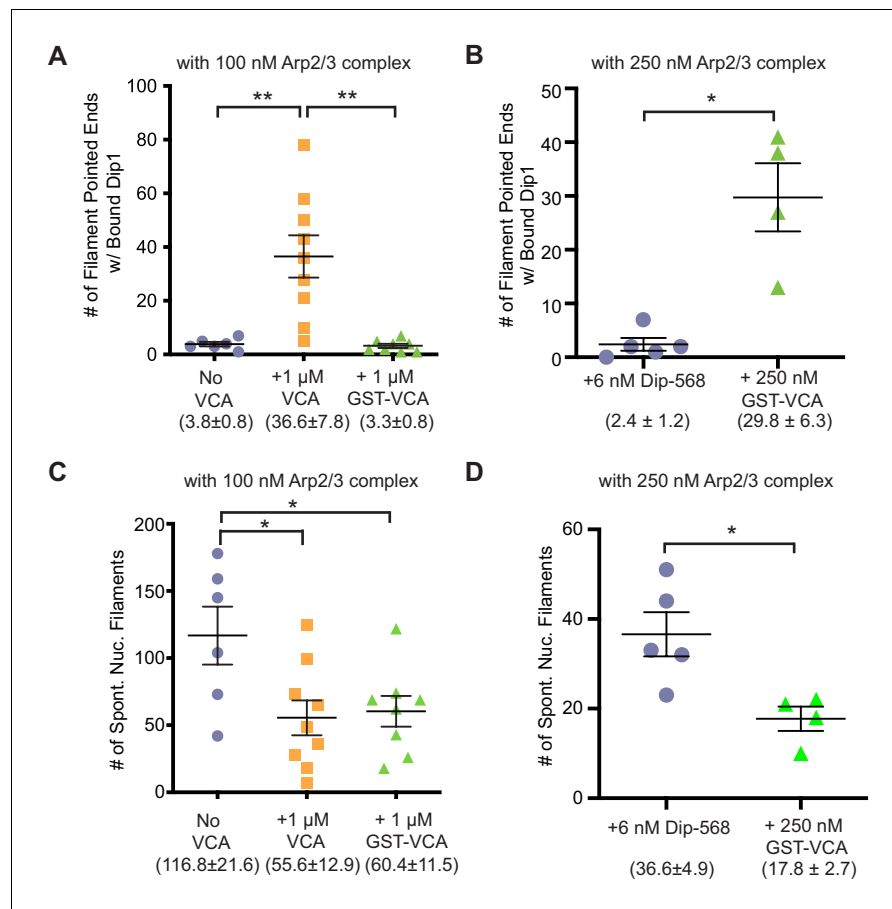 A
with 100 nM Arp2/3 complex
# of Filament Pointed Ends
w/ Bound Dip1
100
80
60
40
20
0
**
**
No
VCA
(3.8±0.8)
+1 µM
VCA
(36.6±7.8)
+ 1 µM
GST-VCA
(3.3±0.8)
B
with 250 nM Arp2/3 complex
# of Filament Pointed Ends
w/ Bound Dip1
50
40
30
20
10
0
*
+6 nM Dip-568
(2.4 ± 1.2)
+ 250 nM
GST-VCA
(29.8 ± 6.3)
C
with 100 nM Arp2/3 complex
# of Spont. Nuc. Filaments
200
150
100
50
0
*
*
No
VCA
(116.8±21.6)
+1 µM
VCA
(55.6±12.9)
+ 1 µM
GST-VCA
(60.4±11.5)
D
with 250 nM Arp2/3 complex
# of Spont. Nuc. Filaments
60
40
20
0
*
+6 nM Dip-568
(36.6±4.9)
+ 250 nM
GST-VCA
(17.8 ± 2.7)